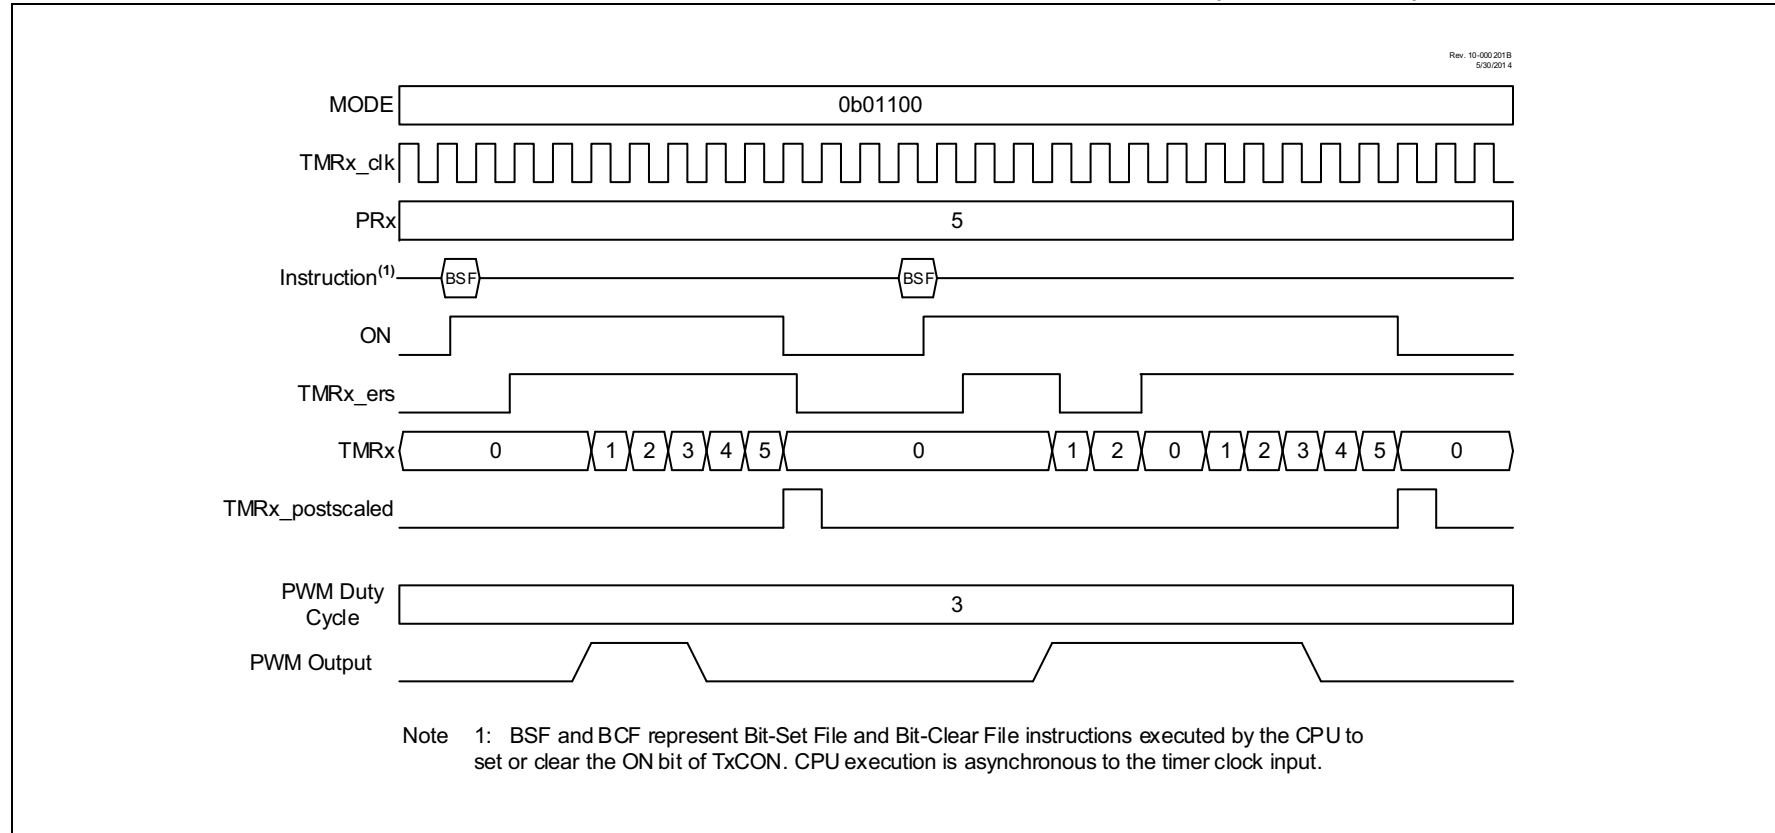 Rev. 10-000201B
5/30/2014
MODE 0b01100
TMRx_clk
PRx 5
Instruction(1) BSF BSF
ON
TMRx_ers
TMRx 0 1 2 3 4 5 0 1 2 0 1 2 3 4 5 0
TMRx_postscaled
PWM Duty
Cycle 3
PWM Output
Note 1: BSF and BCF represent Bit-Set File and Bit-Clear File instructions executed by the CPU to
set or clear the ON bit of TxCON. CPU execution is asynchronous to the timer clock input.